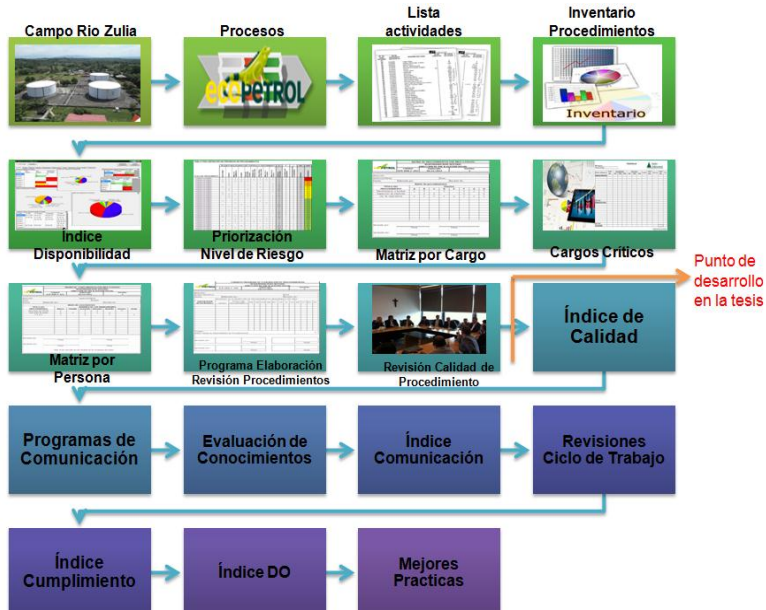 Campo Rio Zulia
Procesos
Lista
actividades
Inventario
Procedimientos
ecopetrol
Inventario
Índice
Disponibilidad
Priorización
Nivel de Riesgo
Matriz por Cargo
Cargos Críticos
Punto de
desarrollo
en la tesis
Matriz por
Persona
Programa Elaboración
Revisión Procedimientos
Revisión Calidad de
Procedimiento
Índice de
Calidad
Programas de
Comunicación
Evaluación de
Conocimientos
Índice
Comunicación
Revisiones
Ciclo de Trabajo
Índice
Cumplimiento
Índice DO
Mejores
Practicas